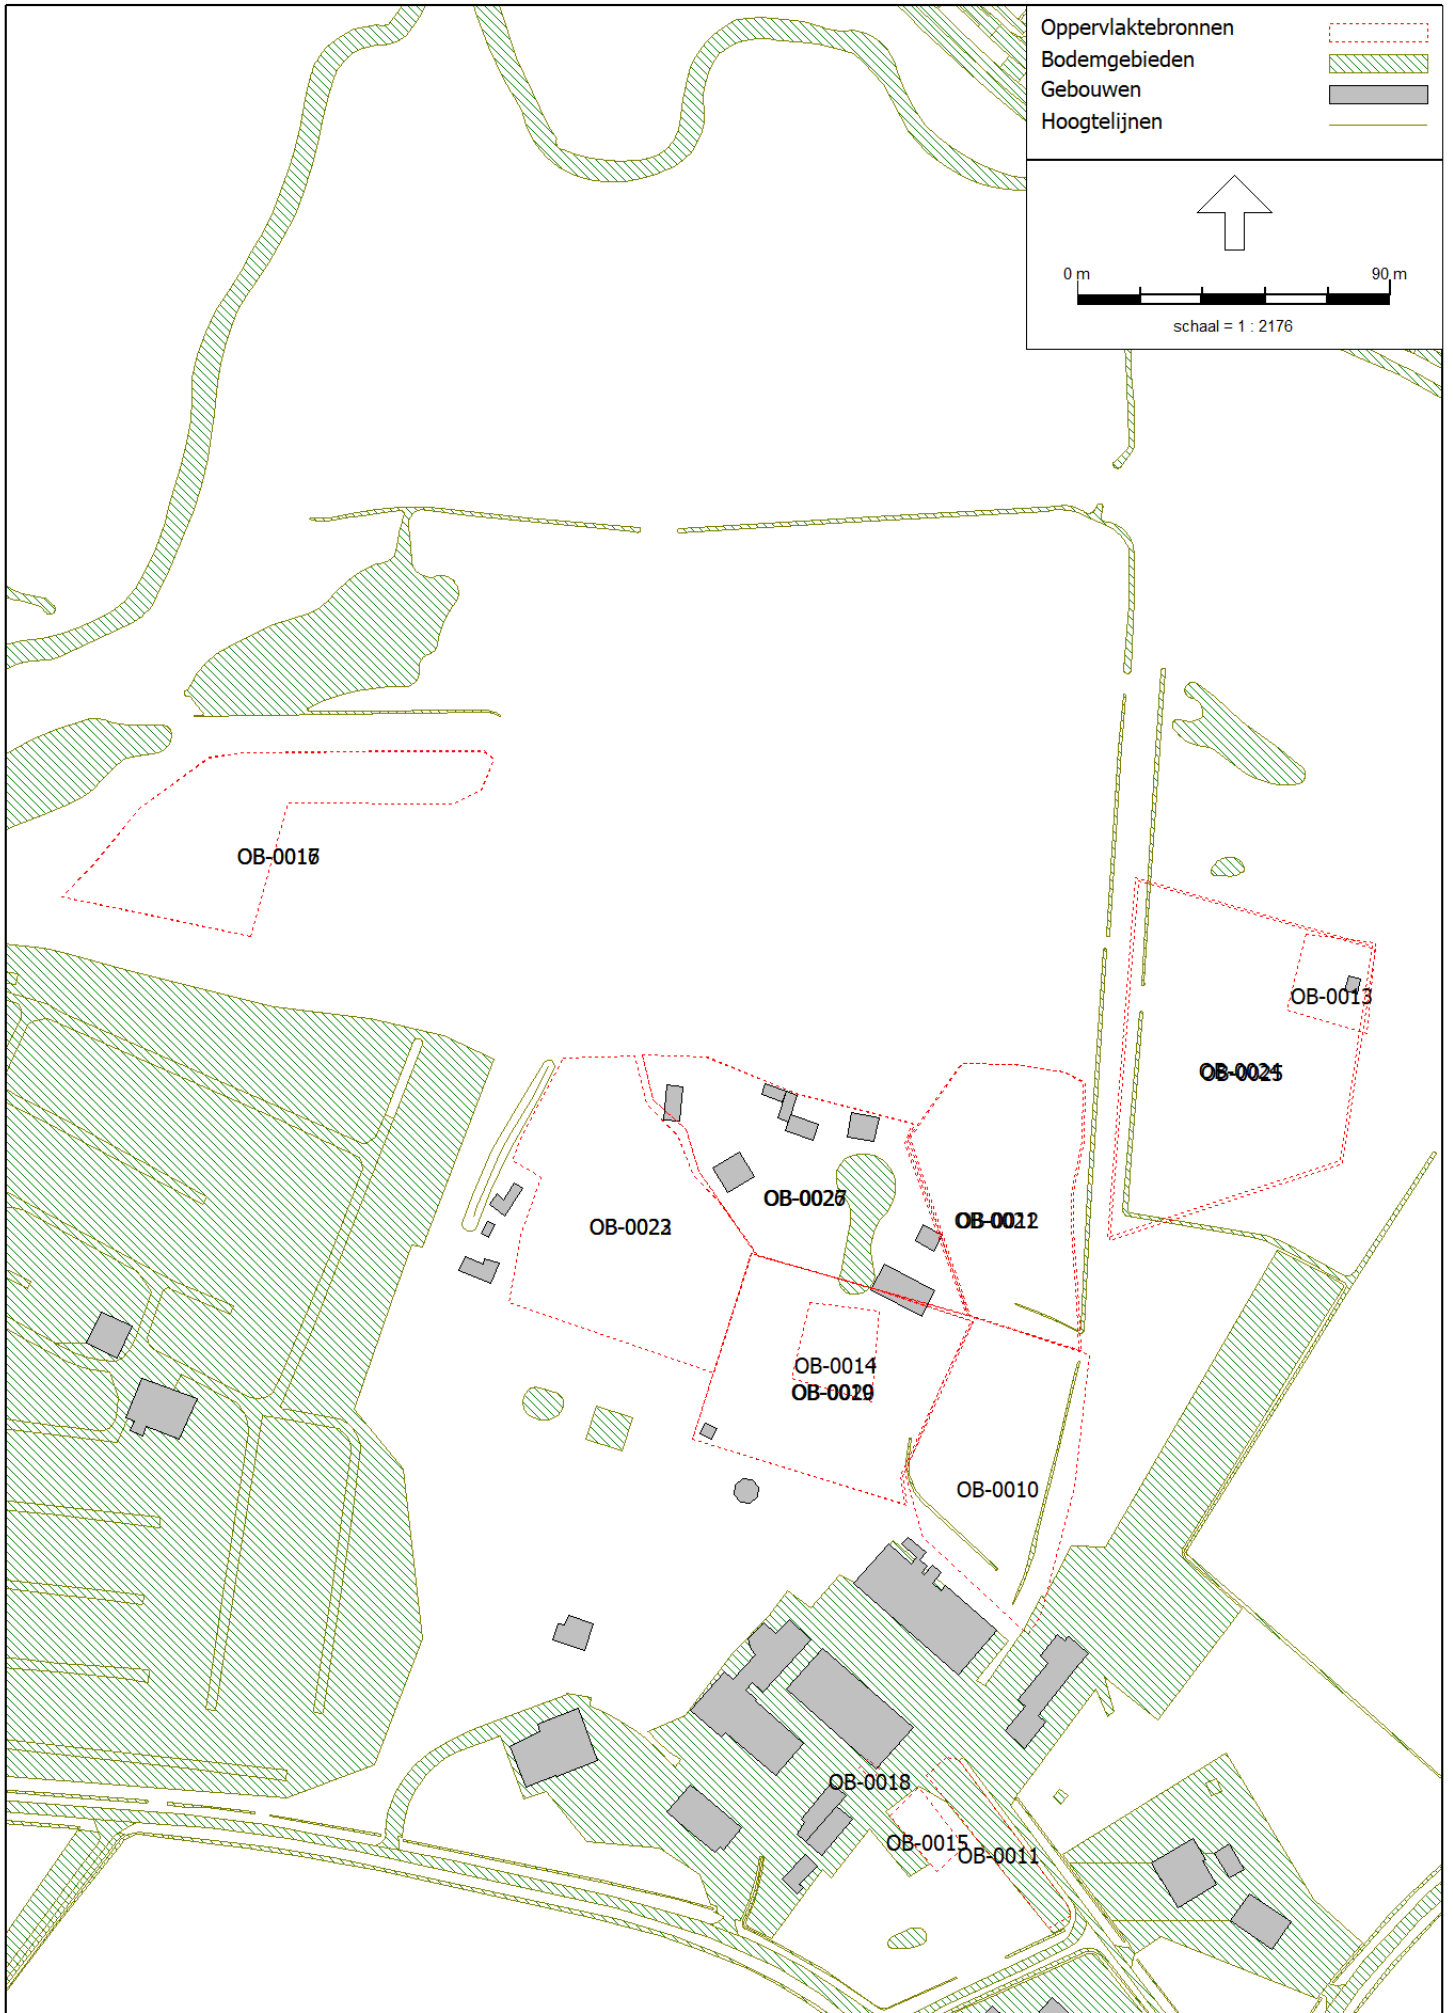 Oppervlaktebronnen
Bodemgebieden
Gebouwen
Hoogtelijnen
0 m 90 m
schaal = 1 : 2176
OB-0013
OB-0014
OB-0010
OB-0018
OB-0015
OB-0011